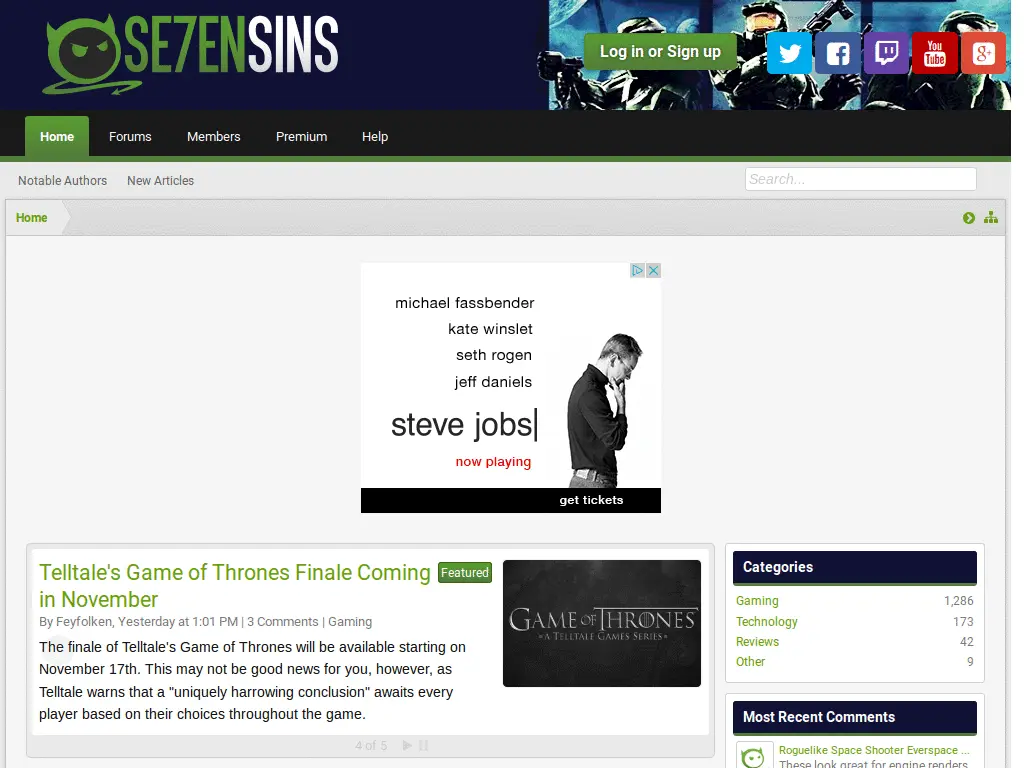 SE7ENSINS
Log in or Sign up
You
Tube
g+
Home
Forums
Members
Premium
Help
Notable Authors
New Articles
Search...
Home
michael fassbender
kate winslet
seth rogen
jeff daniels
steve jobs
now playing
get tickets
Telltale's Game of Thrones Finale Coming
Featured
in November
By Feyfolken, Yesterday at 1:01 PM | 3 Comments | Gaming
The finale of Telltale's Game of Thrones will be available starting on
November 17th. This may not be good news for you, however, as
Telltale warns that a "uniquely harrowing conclusion" awaits every
player based on their choices throughout the game.
GAME OF THRONES
A TELLTALE GAMES SERIES
4 of 5
Categories
Gaming 1,286
Technology 173
Reviews 42
Other 9
Most Recent Comments
Roguelike Space Shooter Everspace ...
These look great for engine renders